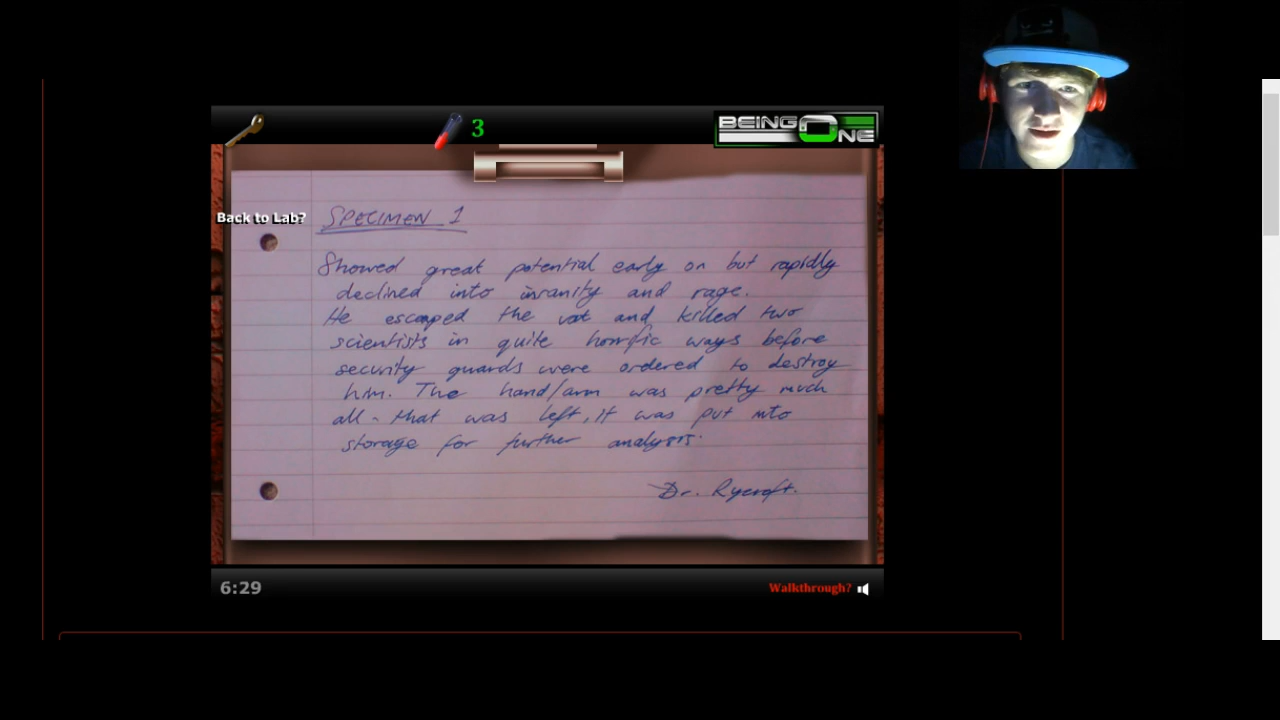 3
BEING ONE
Back to Lab?
SPECIMEN 1
Showed great potential early on but rapidly
declined into insanity and rage.
He escaped the vat and killed two
scientists in quite horrific ways before
security guards were ordered to destroy
him. The hand/arm was pretty much
all that was left, it was put into
storage for further analysis.
Dr. Rycroft.
6:29
Walkthrough?